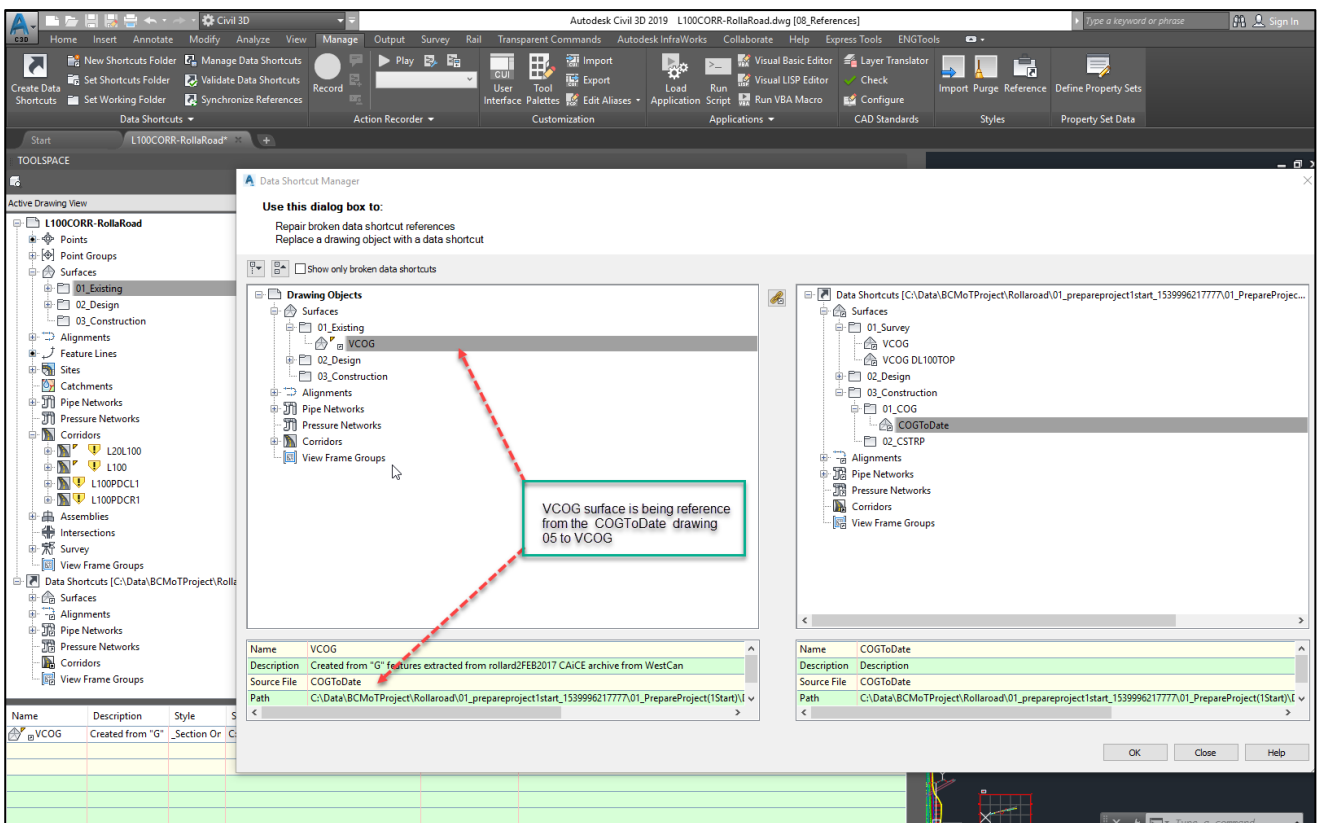 Civil 3D
Autodesk Civil 3D 2019 L100CORR-RollaRoad.dwg [08_References]
Type a keyword or phrase
Sign In
C3D
Home Insert Annotate Modify Analyze View Manage Output Survey Rail Transparent Commands Autodesk InfraWorks Collaborate Help Express Tools ENGTools
New Shortcuts Folder Manage Data Shortcuts Play Import Visual Basic Editor Layer Translator
Set Shortcuts Folder Validate Data Shortcuts Export Visual LISP Editor Check
Create Data Shortcuts
Set Working Folder Synchronize References
Record
CUI
User Interface
Tool Palettes
Edit Aliases
Load Application
Run Script
Run VBA Macro
Configure
Import Purge Reference Define Property Sets
Data Shortcuts Action Recorder Customization Applications CAD Standards Styles Property Set Data
Start L100CORR-RollaRoad*
TOOLSPACE
Active Drawing View
L100CORR-RollaRoad
Points
Point Groups
Surfaces
01_Existing
02_Design
03_Construction
Alignments
Feature Lines
Sites
Catchments
Pipe Networks
Pressure Networks
Corridors
L20L100
L100
L100PDCL1
L100PDCR1
Assemblies
Intersections
Survey
View Frame Groups
Data Shortcuts [C:\Data\BCMoTProject\Rolla
Surfaces
Alignments
Pipe Networks
Pressure Networks
Corridors
View Frame Groups
Name Description Style S
VCOG Created from "G" _Section Or C:
Data Shortcut Manager
Use this dialog box to:
Repair broken data shortcut references
Replace a drawing object with a data shortcut
Show only broken data shortcuts
Drawing Objects
Surfaces
01_Existing
VCOG
02_Design
03_Construction
Alignments
Pipe Networks
Pressure Networks
Corridors
View Frame Groups
VCOG surface is being reference
from the COGToDate drawing
05 to VCOG
Name VCOG
Description Created from "G" features extracted from rollard2FEB2017 CAiCE archive from WestCan
Source File COGToDate
Path C:\Data\BCMoTProject\Rollaroad\01_prepareproject1start_1539996217777\01_PrepareProject(1Start)\
Data Shortcuts [C:\Data\BCMoTProject\Rollaroad\01_prepareproject1start_1539996217777\01_PrepareProjec...
Surfaces
01_Survey
VCOG
VCOG DL100TOP
02_Design
03_Construction
01_COG
COGToDate
02_CSTRP
Alignments
Pipe Networks
Pressure Networks
Corridors
View Frame Groups
Name COGToDate
Description Description
Source File COGToDate
Path C:\Data\BCMoTProject\Rollaroad\01_prepareproject1start_1539996217777\01_PrepareProject(1Start)\
OK Close Help
Type a command